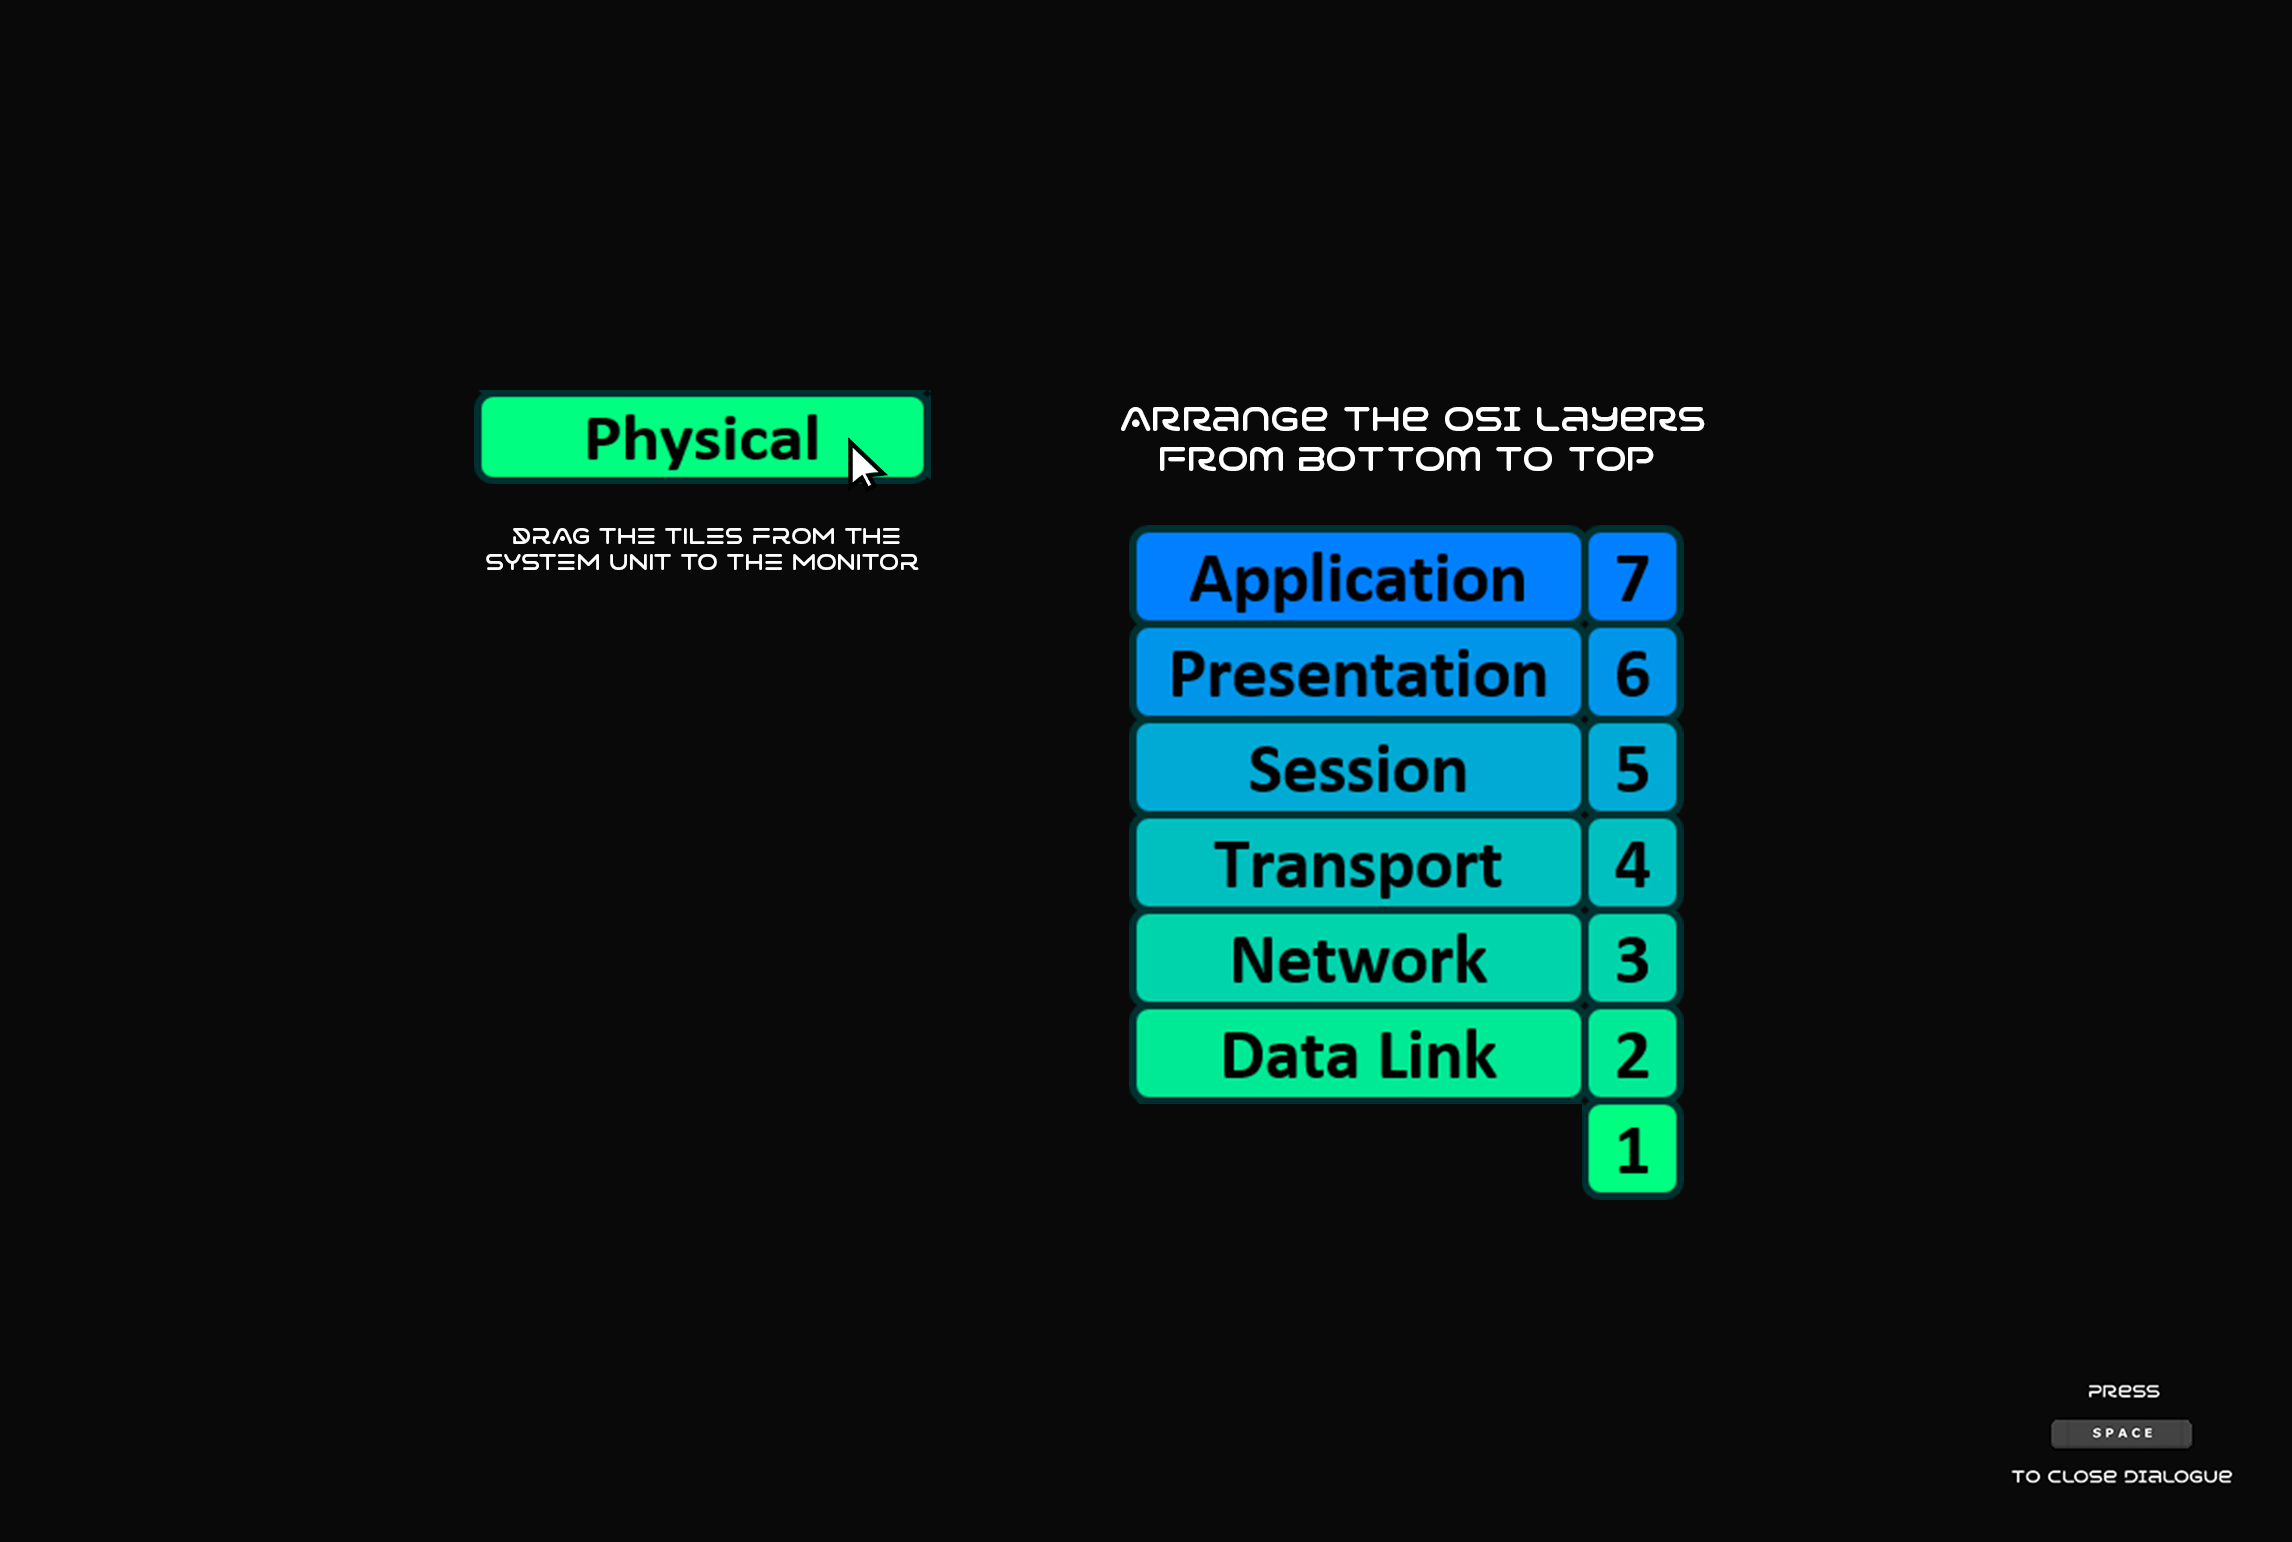 Physical
DRAG THE TILES FROM THE
SYSTEM UNIT TO THE MONITOR
ARRANGE THE OSI LAYERS
FROM BOTTOM TO TOP
Application 7
Presentation 6
Session 5
Transport 4
Network 3
Data Link 2
1
PRESS
SPACE
TO CLOSE DIALOGUE